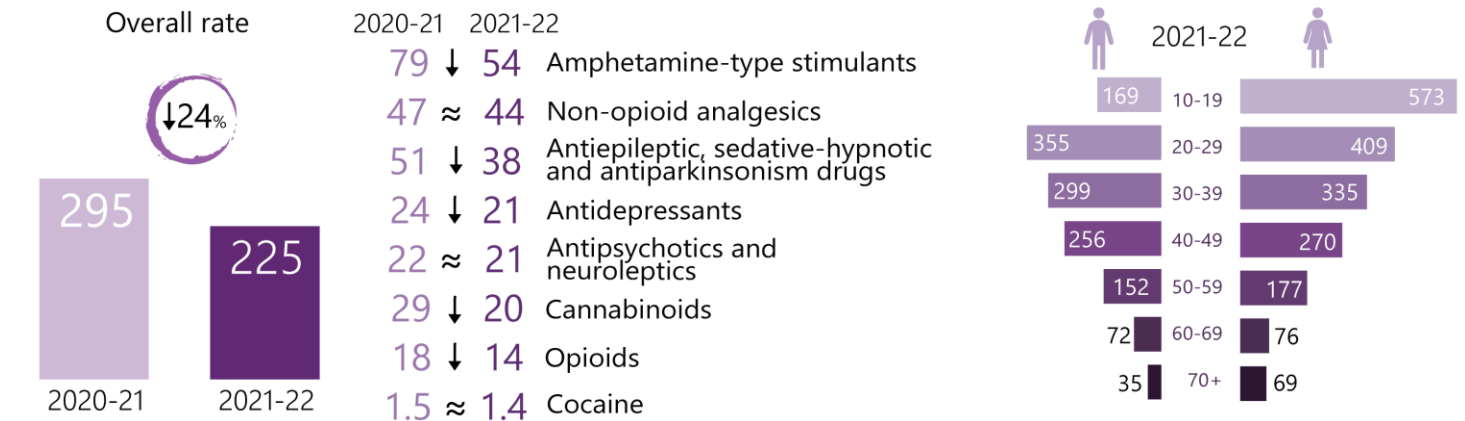 Overall rate
↓24%
295
225
2020-21
2021-22
2020-21 2021-22
79 ↓ 54 Amphetamine-type stimulants
47 ≈ 44 Non-opioid analgesics
51 ↓ 38 Antiepileptic, sedative-hypnotic
and antiparkinsonism drugs
24 ↓ 21 Antidepressants
22 ≈ 21 Antipsychotics and
neuroleptics
29 ↓ 20 Cannabinoids
18 ↓ 14 Opioids
1.5 ≈ 1.4 Cocaine
2021-22
169 10-19 573
355 20-29 409
299 30-39 335
256 40-49 270
152 50-59 177
72 60-69 76
35 70+ 69